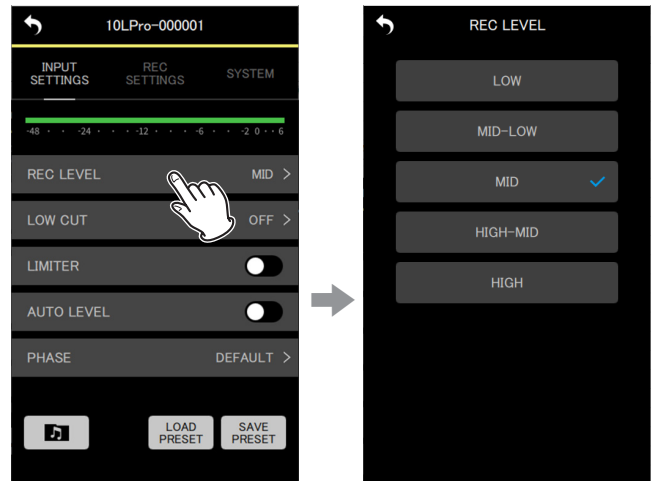 10LPro-000001
INPUT SETTINGS
REC SETTINGS
SYSTEM
-48 · · -24 · · · -12 · · · · -6 · · · -2 0 · · 6
REC LEVEL MID >
LOW CUT OFF >
LIMITER
AUTO LEVEL
PHASE DEFAULT >
LOAD PRESET
SAVE PRESET
REC LEVEL
LOW
MID-LOW
MID
HIGH-MID
HIGH